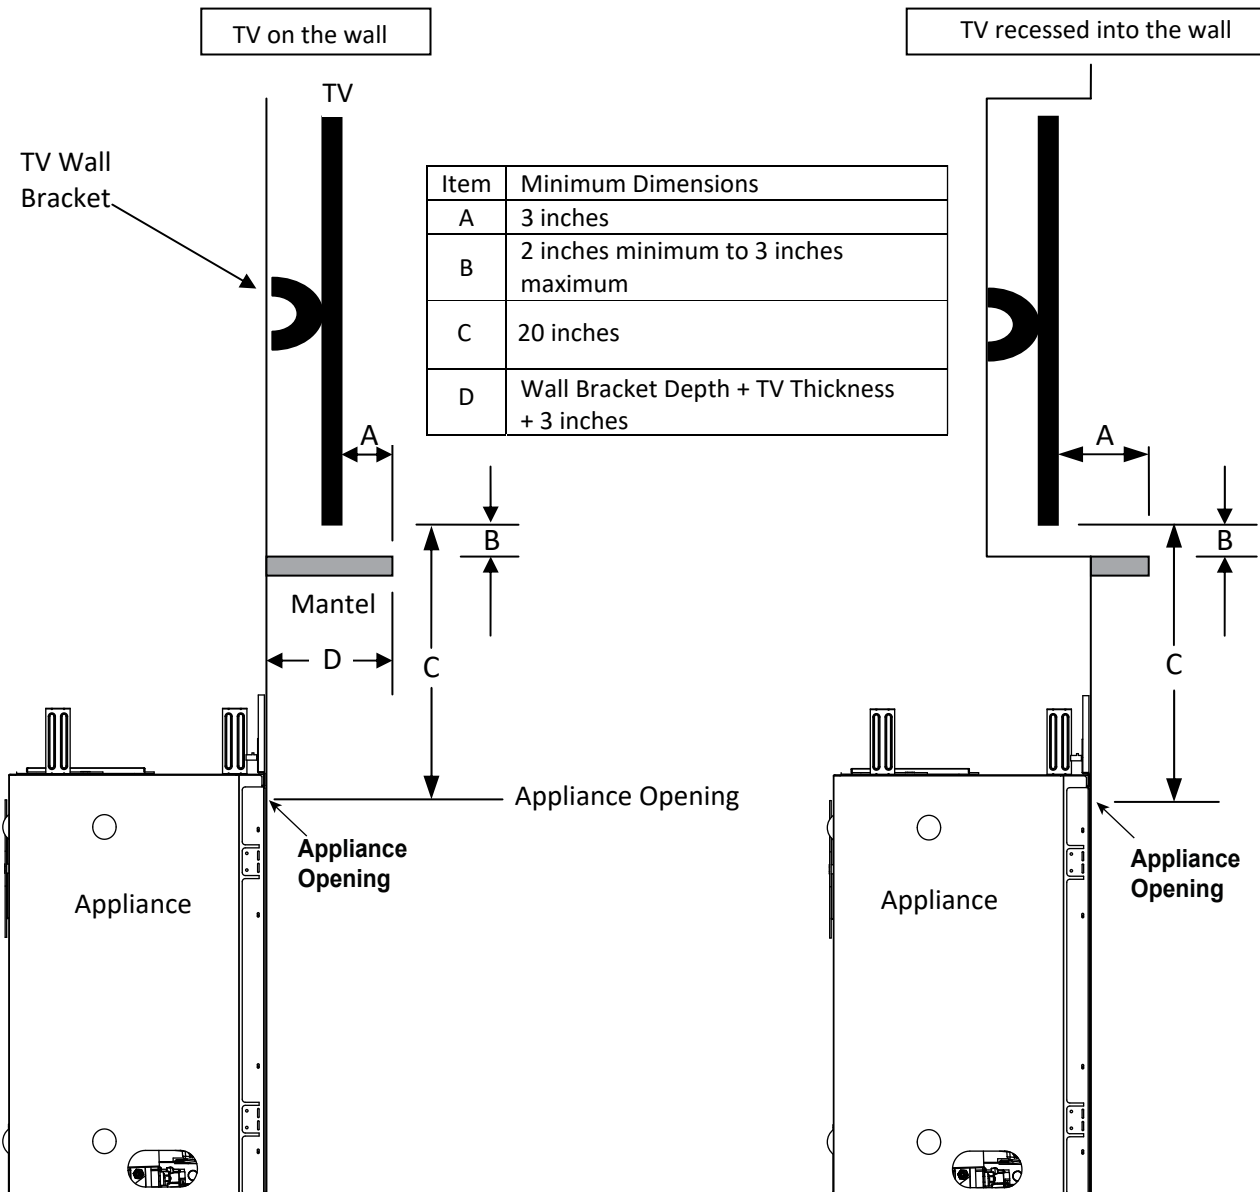 TV on the wall
TV recessed into the wall
TV
TV Wall
Bracket
Item Minimum Dimensions
A 3 inches
B 2 inches minimum to 3 inches
maximum
C 20 inches
D Wall Bracket Depth + TV Thickness
+ 3 inches
A
B
Mantel
D
C
Appliance Opening
Appliance
Opening
Appliance
A
B
C
Appliance
Opening
Appliance